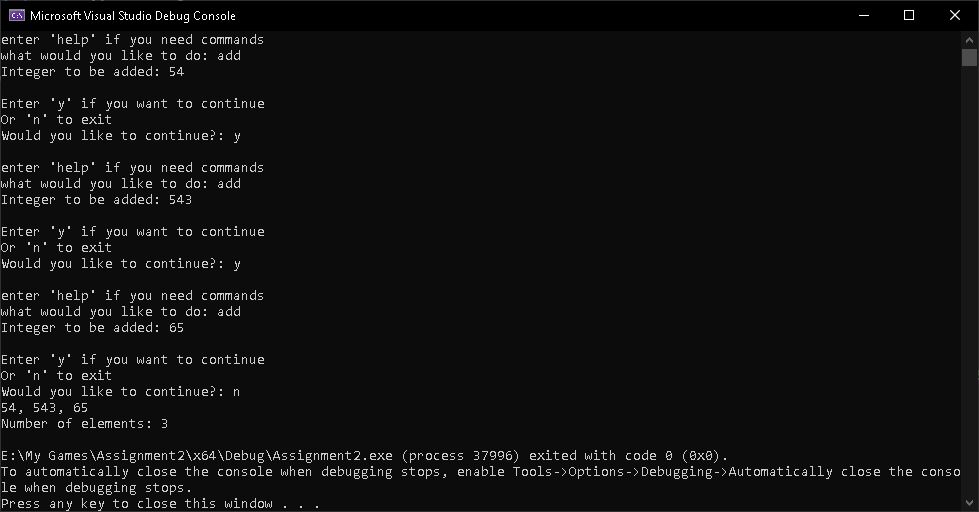 Microsoft Visual Studio Debug Console
enter 'help' if you need commands
what would you like to do: add
Integer to be added: 54
Enter 'y' if you want to continue
Or 'n' to exit
Would you like to continue?: y
enter 'help' if you need commands
what would you like to do: add
Integer to be added: 543
Enter 'y' if you want to continue
Or 'n' to exit
Would you like to continue?: y
enter 'help' if you need commands
what would you like to do: add
Integer to be added: 65
Enter 'y' if you want to continue
Or 'n' to exit
Would you like to continue?: n
54, 543, 65
Number of elements: 3
E:\My Games\Assignment2\x64\Debug\Assignment2.exe (process 37996) exited with code 0 (0x0).
To automatically close the console when debugging stops, enable Tools->Options->Debugging->Automatically close the conso
le when debugging stops.
Press any key to close this window . . .